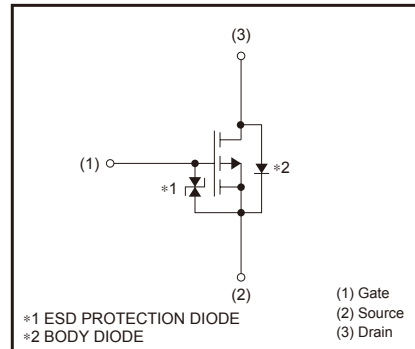 (3)
(1)
∗1
∗2
(2)
∗1 ESD PROTECTION DIODE
∗2 BODY DIODE
(1) Gate
(2) Source
(3) Drain